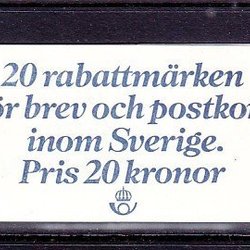 20 rabattmärken
ör brev och postkor
inom Sverige.
Pris 20 kronor